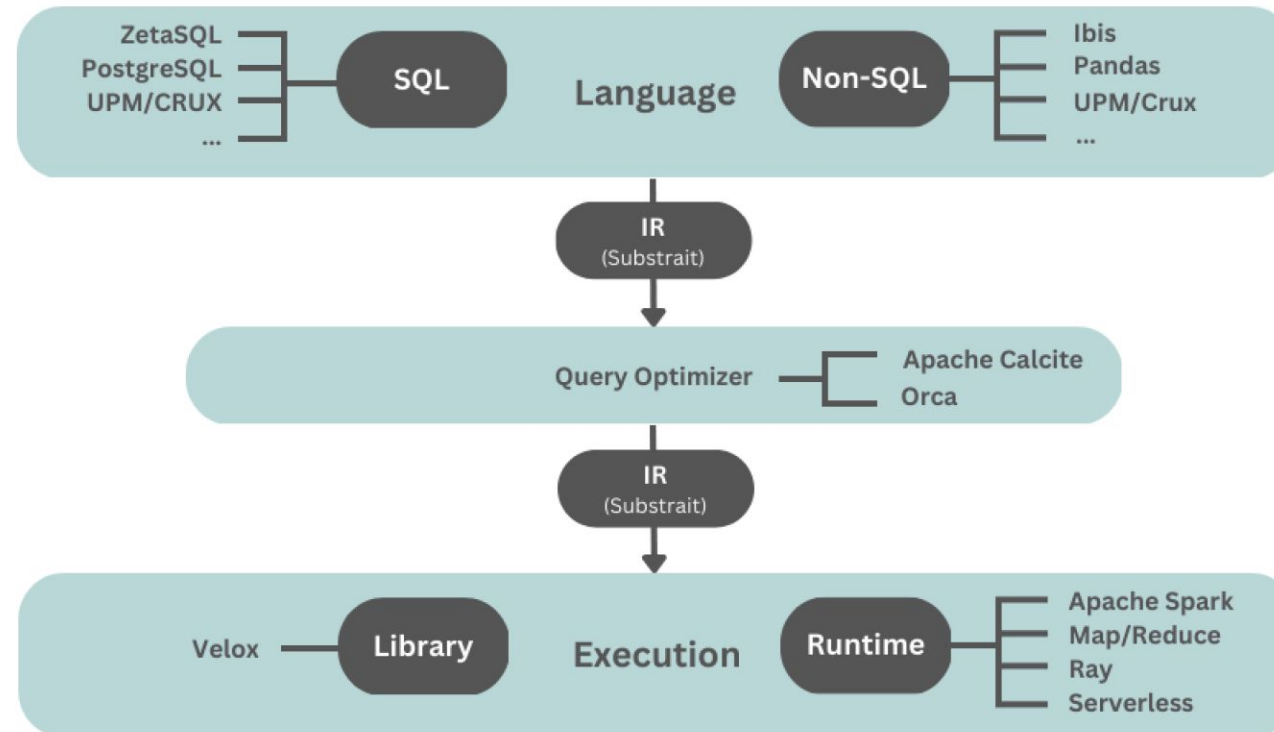 ZetaSQL
PostgreSQL
UPM/CRUX
...
SQL
Language
Non-SQL
Ibis
Pandas
UPM/Crux
...
IR
(Substrait)
Query Optimizer
Apache Calcite
Orca
IR
(Substrait)
Velox
Library
Execution
Runtime
Apache Spark
Map/Reduce
Ray
Serverless